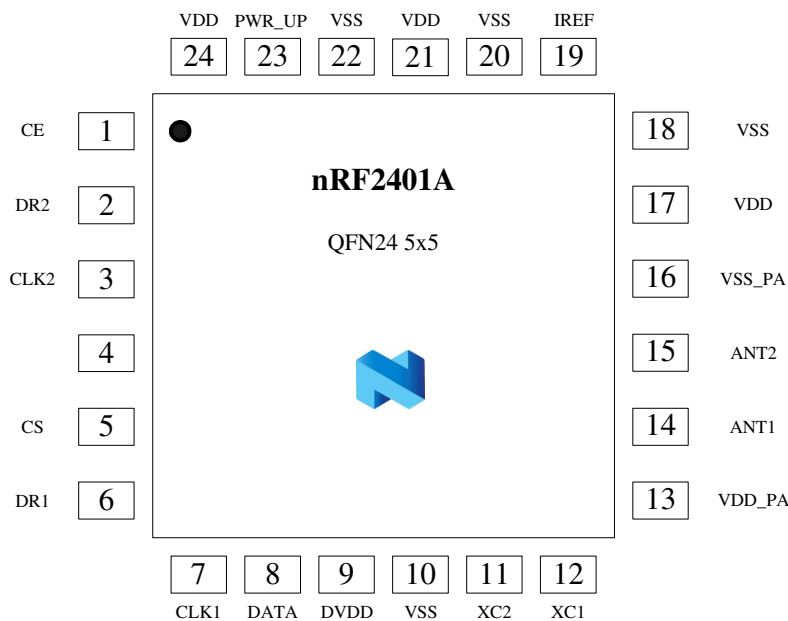 VDD PWR_UP VSS VDD VSS IREF
24 23 22 21 20 19
CE 1 18 VSS
nRF2401A
DR2 2 17 VDD
QFN24 5x5
CLK2 3 16 VSS_PA
4 15 ANT2
CS 5 14 ANT1
DR1 6 13 VDD_PA
7 8 9 10 11 12
CLK1 DATA DVDD VSS XC2 XC1